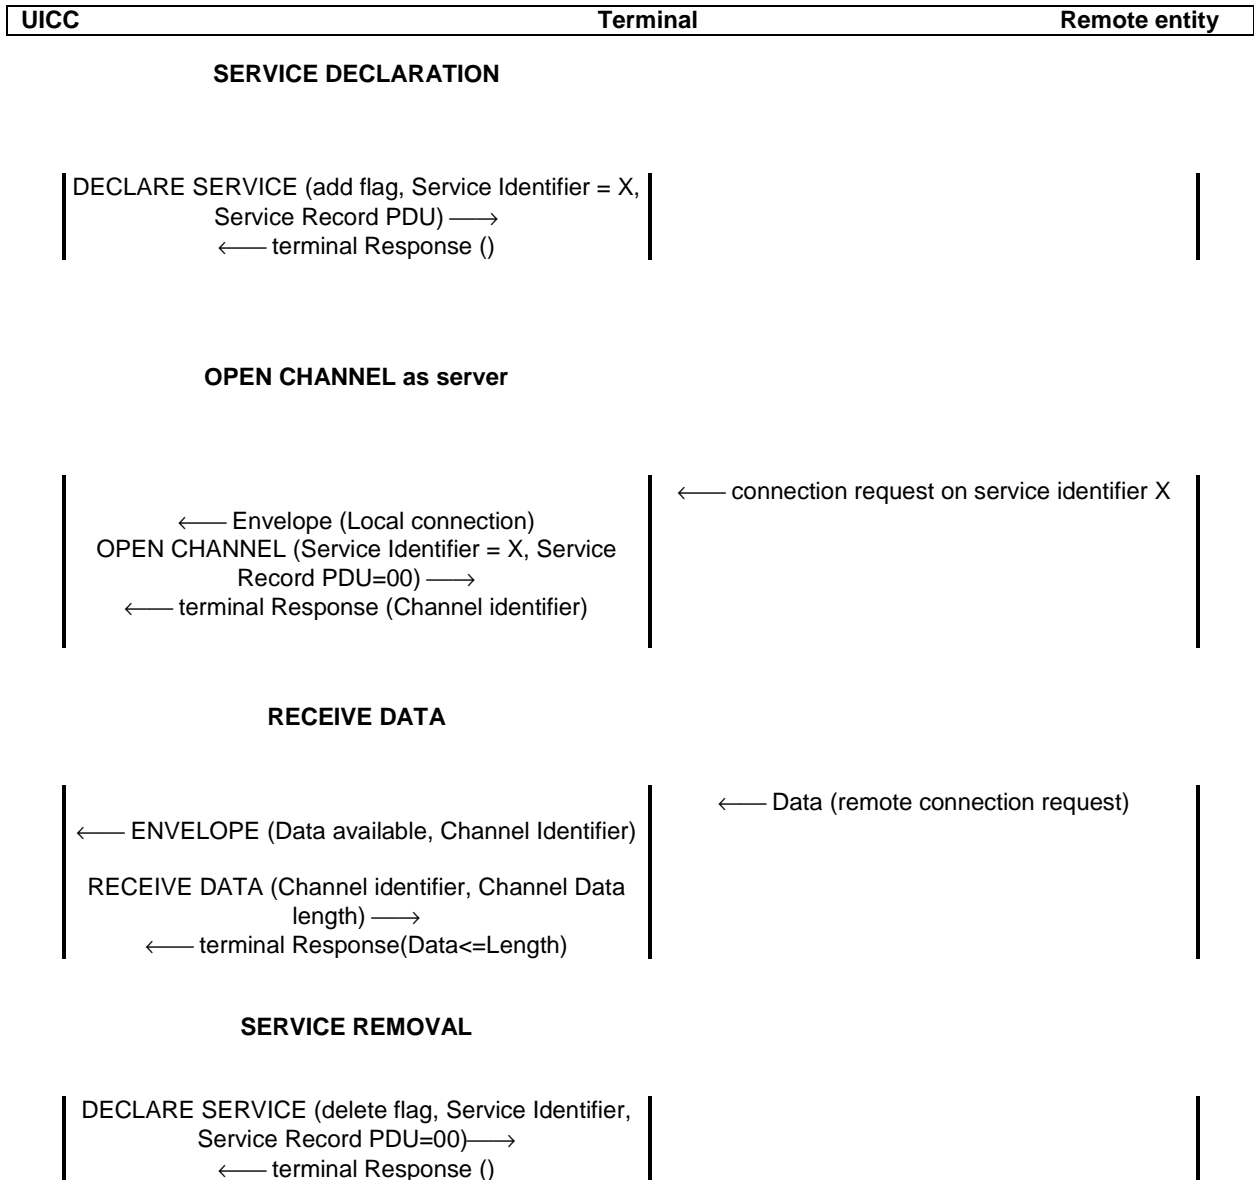 UICC Terminal Remote entity
SERVICE DECLARATION
DECLARE SERVICE (add flag, Service Identifier = X,
Service Record PDU) ⟶
⟵ terminal Response ()
OPEN CHANNEL as server
⟵ connection request on service identifier X
⟵ Envelope (Local connection)
OPEN CHANNEL (Service Identifier = X, Service
Record PDU=00) ⟶
⟵ terminal Response (Channel identifier)
RECEIVE DATA
⟵ Data (remote connection request)
⟵ ENVELOPE (Data available, Channel Identifier)
RECEIVE DATA (Channel identifier, Channel Data
length) ⟶
⟵ terminal Response(Data<=Length)
SERVICE REMOVAL
DECLARE SERVICE (delete flag, Service Identifier,
Service Record PDU=00)⟶
⟵ terminal Response ()